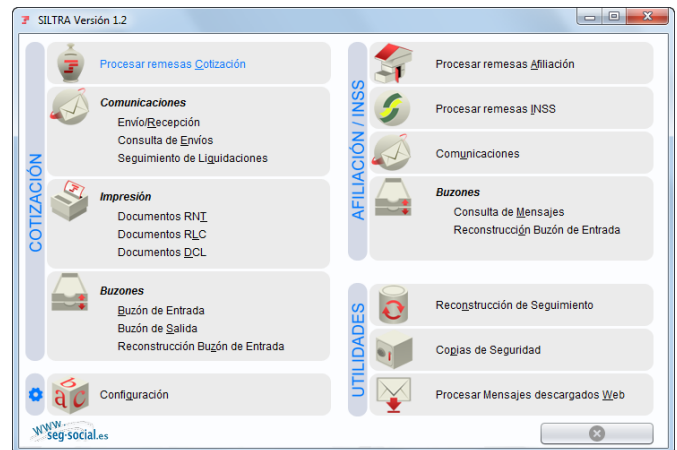 SILTRA Versión 1.2
COTIZACIÓN
Procesar remesas Cotización
Comunicaciones
Envío/Recepción
Consulta de Envíos
Seguimiento de Liquidaciones
Impresión
Documentos RNT
Documentos RLC
Documentos DCL
Buzones
Buzón de Entrada
Buzón de Salida
Reconstrucción Buzón de Entrada
Configuración
www.
seg-social.es
AFILIACIÓN / INSS
Procesar remesas Afiliación
Procesar remesas INSS
Comunicaciones
Buzones
Consulta de Mensajes
Reconstrucción Buzón de Entrada
UTILIDADES
Reconstrucción de Seguimiento
Copias de Seguridad
Procesar Mensajes descargados Web